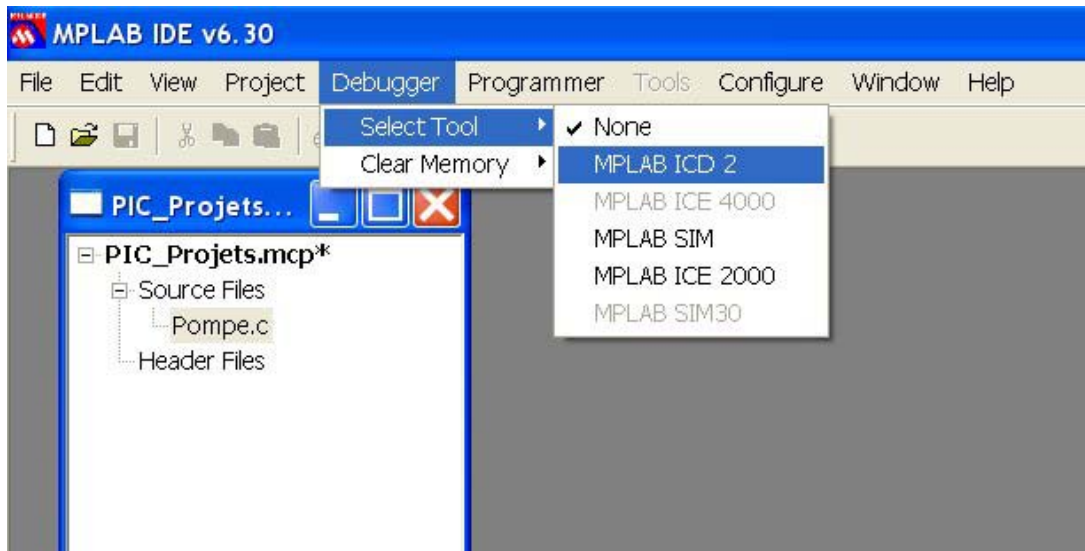 MPLAB IDE v6.30
File Edit View Project Debugger Programmer Tools Configure Window Help
Select Tool
Clear Memory
None
MPLAB ICD 2
MPLAB ICE 4000
MPLAB SIM
MPLAB ICE 2000
MPLAB SIM30
PIC_Projets...
PIC_Projets.mcp*
Source Files
Pompe.c
Header Files